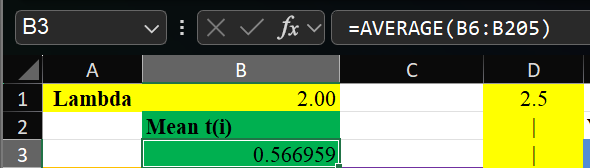 B3 fx =AVERAGE(B6:B205)
A B C D
1 Lambda 2.00 2.5
2 Mean t(i) |
3 0.566959 |